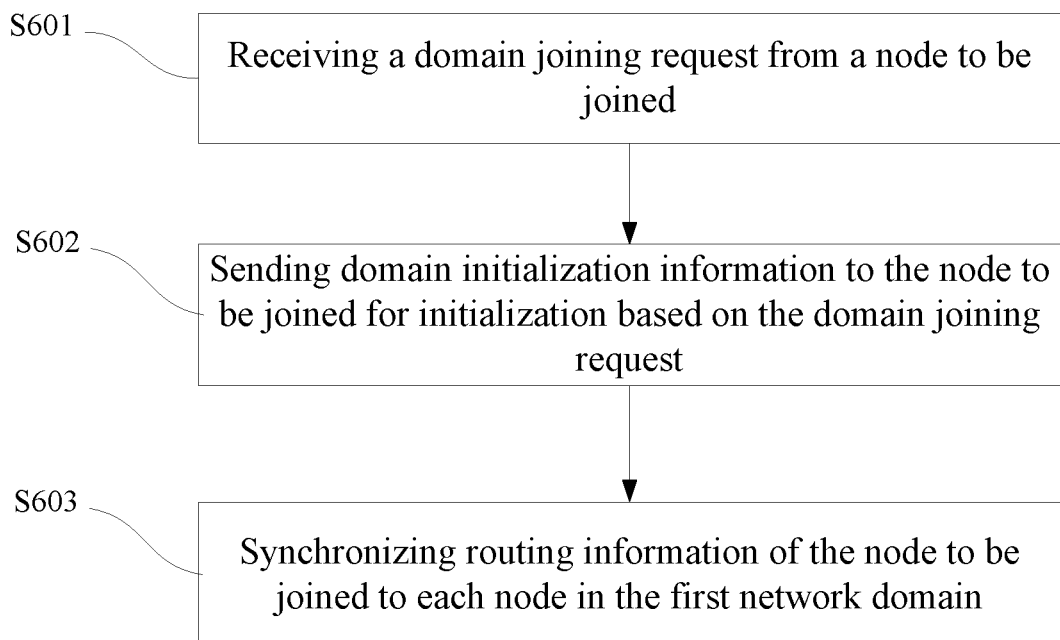 S601
Receiving a domain joining request from a node to be
joined
S602
Sending domain initialization information to the node to
be joined for initialization based on the domain joining
request
S603
Synchronizing routing information of the node to be
joined to each node in the first network domain